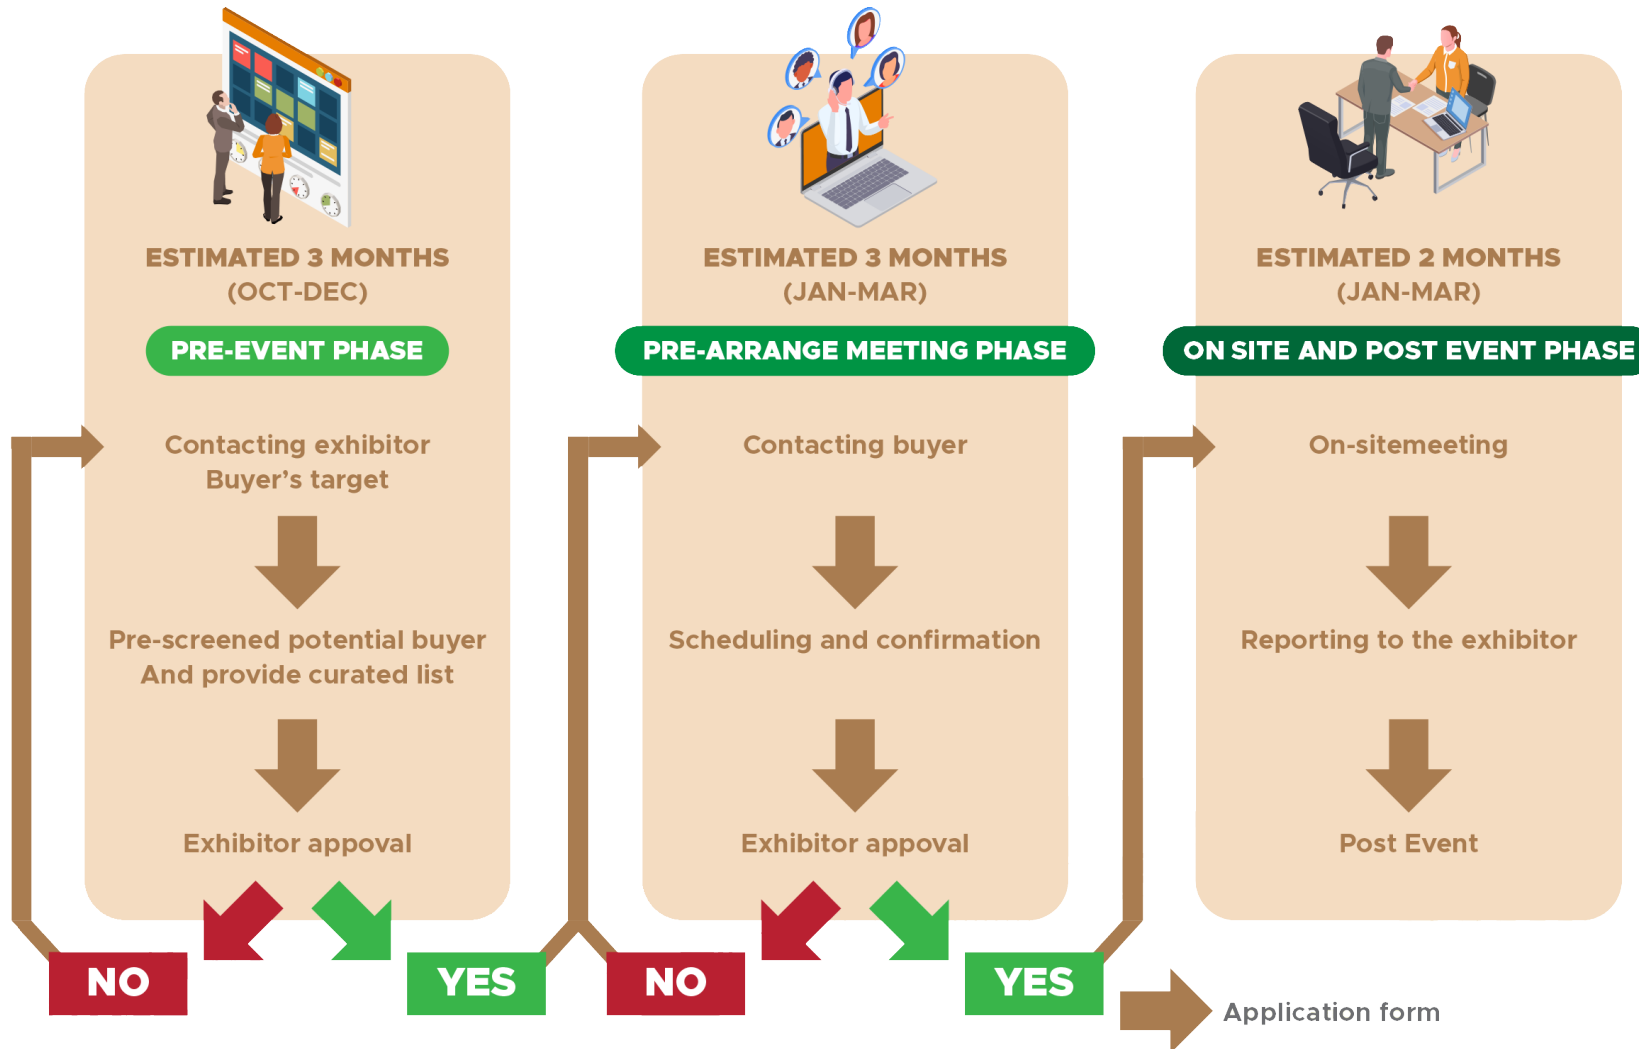 ESTIMATED 3 MONTHS
(OCT-DEC)
PRE-EVENT PHASE
Contacting exhibitor
Buyer's target
Pre-screened potential buyer
And provide curated list
Exhibitor appoval
NO
YES
ESTIMATED 3 MONTHS
(JAN-MAR)
PRE-ARRANGE MEETING PHASE
Contacting buyer
Scheduling and confirmation
Exhibitor appoval
NO
YES
ESTIMATED 2 MONTHS
(JAN-MAR)
ON SITE AND POST EVENT PHASE
On-sitemeeting
Reporting to the exhibitor
Post Event
Application form